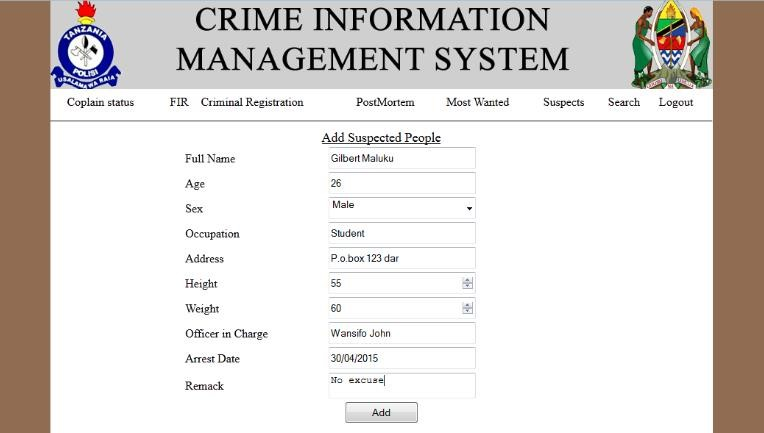 CRIME INFORMATION
MANAGEMENT SYSTEM
TANZANIA
POLISI
USALAMA WA RAIA
Coplain status FIR Criminal Registration PostMortem Most Wanted Suspects Search Logout
Add Suspected People
Full Name Gilbert Maluku
Age 26
Sex Male
Occupation Student
Address P.o.box 123 dar
Height 55
Weight 60
Officer in Charge Wansifo John
Arrest Date 30/04/2015
Remack No excuse
Add